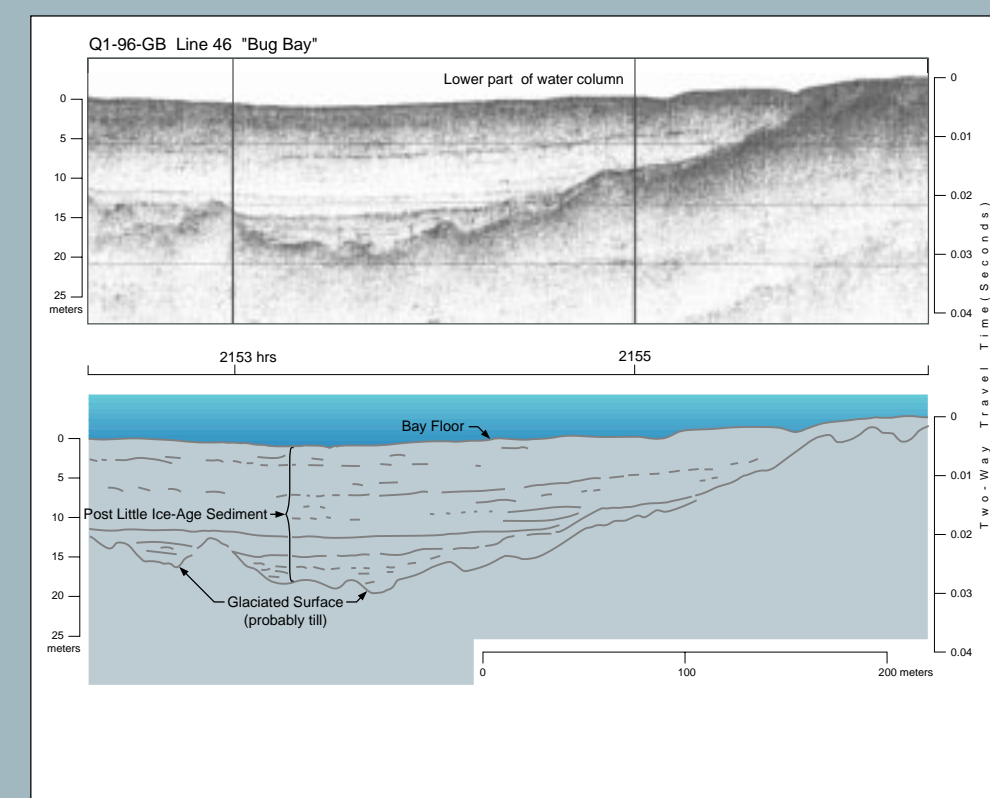 Q1-96-GB  Line 46  "Bug Bay"
Lower part  of water column
0
5
10
15
20
25
meters
0
0.01
0.02
0.03
0.04
Two-Way Travel Time(Seconds)
2153 hrs
2155
Bay Floor
0
5
10
15
20
25
meters
Post Little Ice-Age Sediment
Glaciated Surface
(probably till)
0
0.01
0.02
0.03
0.04
0
100
200 meters